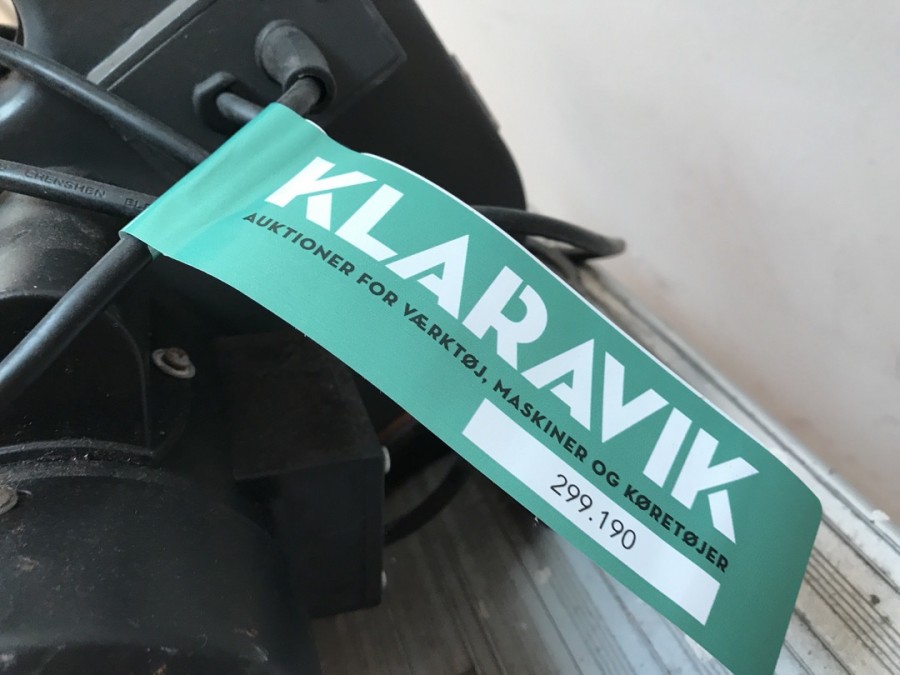 KLARAVIK
AUKTIONER FOR VÆRKTØJ, MASKINER OG KØRETØJER
299.190